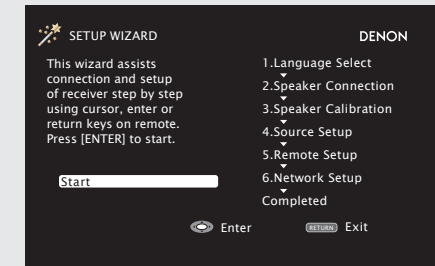 SETUP WIZARD
DENON
This wizard assists
connection and setup
of receiver step by step
using cursor, enter or
return keys on remote.
Press [ENTER] to start.
Start
1.Language Select
2.Speaker Connection
3.Speaker Calibration
4.Source Setup
5.Remote Setup
6.Network Setup
Completed
Enter
RETURN Exit